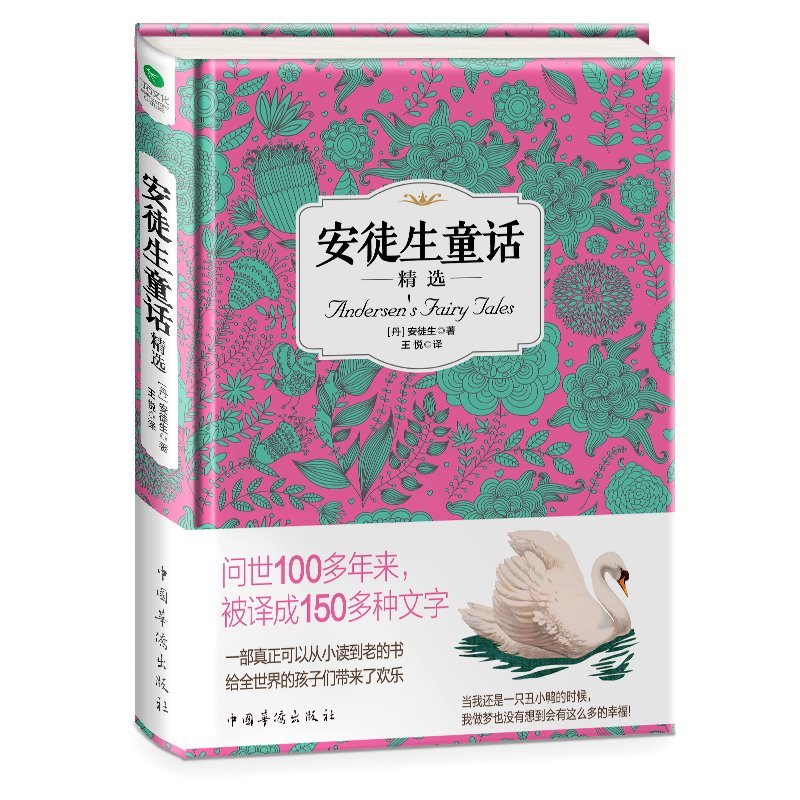 安徒生童话
精选
Andersen's Fairy Tales
[丹] 安徒生◎著
王 悦◎译
问世100多年来，
被译成150多种文字
一部真正可以从小读到老的书
给全世界的孩子们带来了欢乐
中国华侨出版社
当我还是一只丑小鸭的时候，
我做梦也没有想到会有这么多的幸福！
安徒生童话
精选
[丹] 安徒生◎著
王 悦◎译
中国华侨出版社